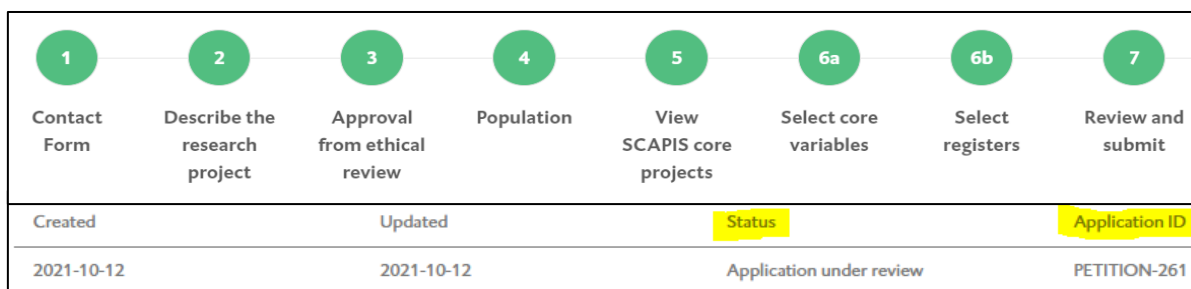 1 2 3 4 5 6a 6b 7
Contact Describe the Approval Population View Select core Select Review and
Form research from ethical SCAPIS core variables registers submit
project review projects
Created Updated Status Application ID
2021-10-12 2021-10-12 Application under review PETITION-261